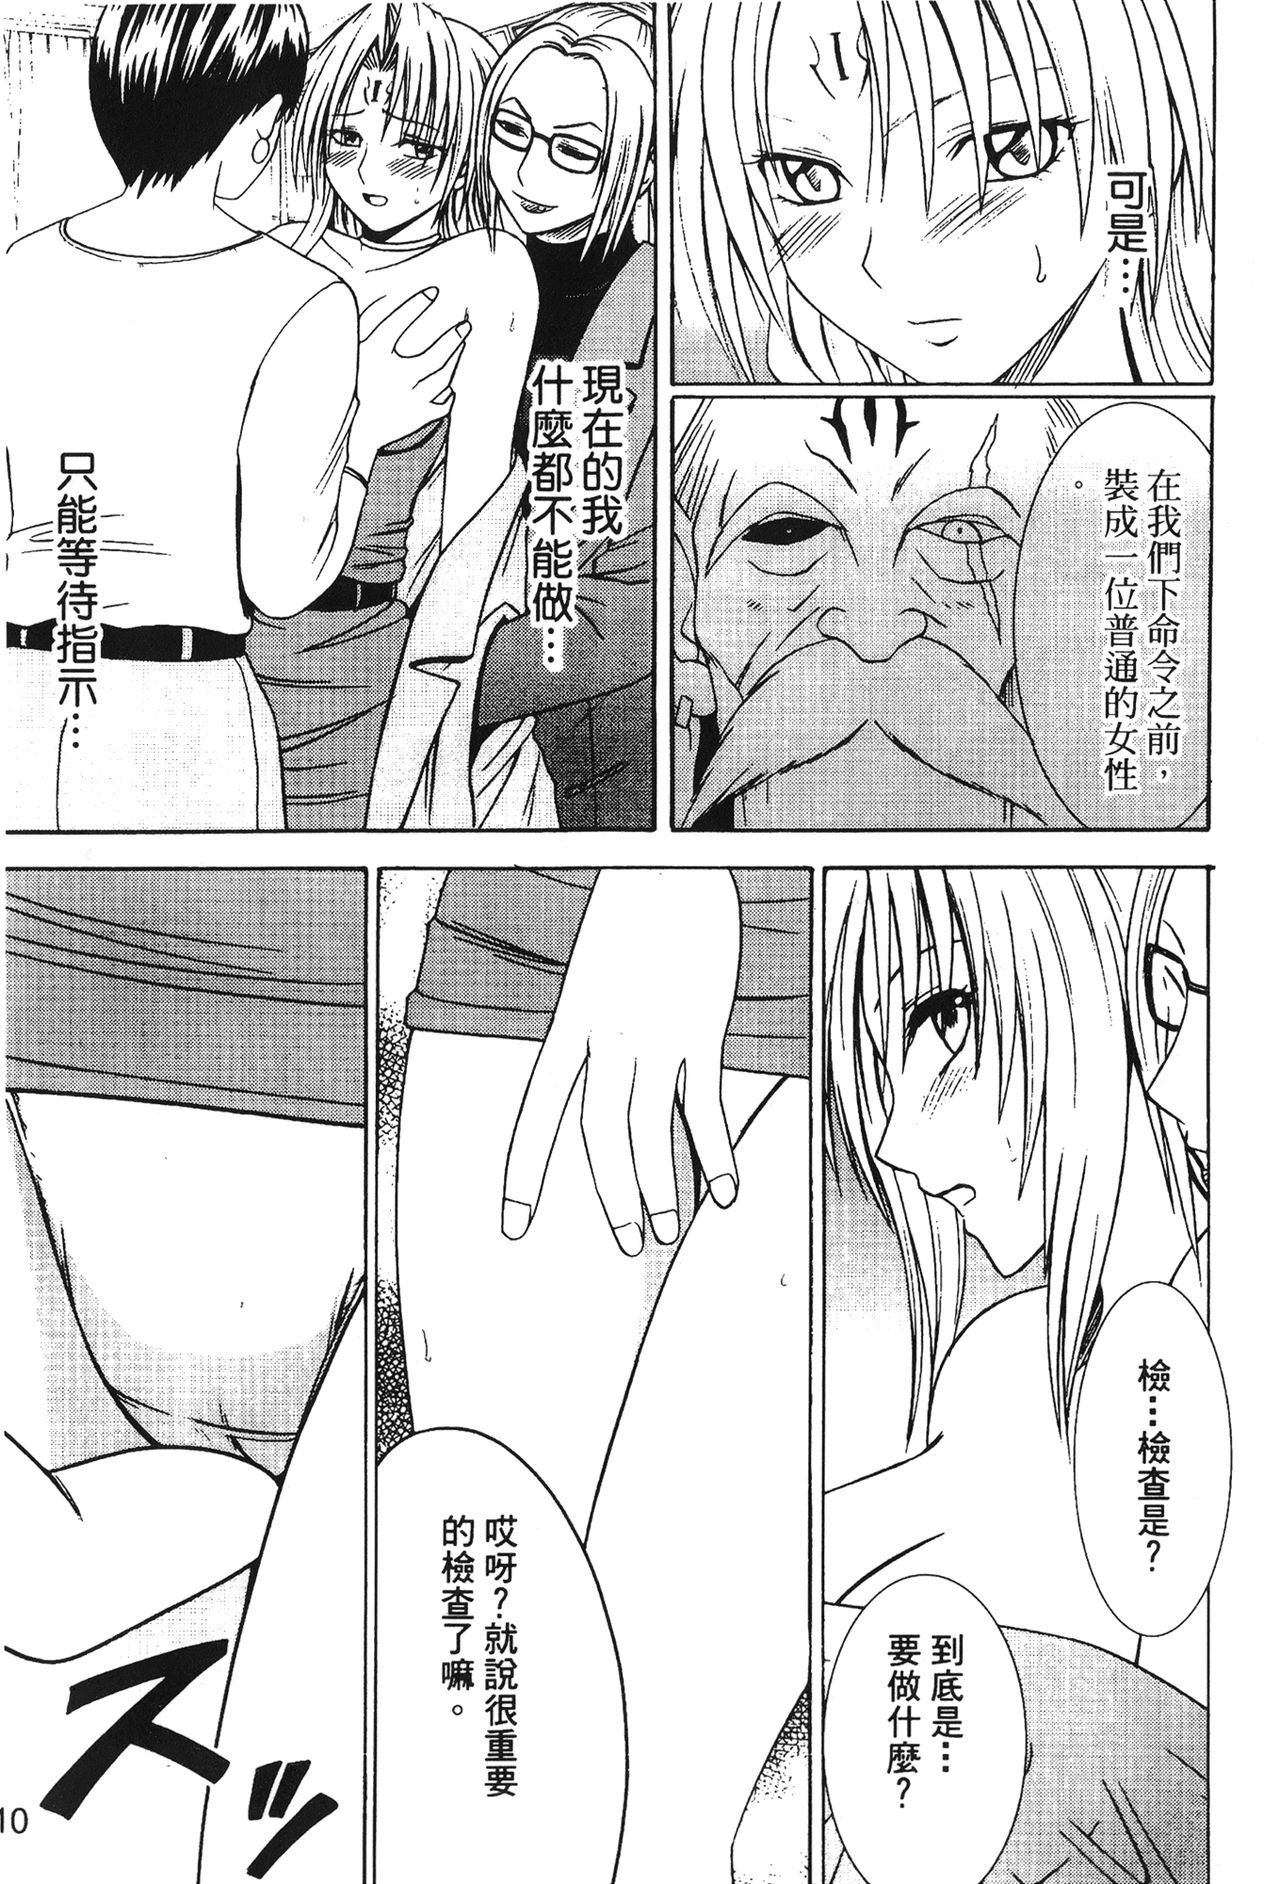 可是…
在我們下命令之前，
裝成一位普通的女性
。
現在的我
什麼都不能做…
只能等待指示…
檢…檢查是？
到底是…
要做什麼？
哎呀？就說很重要
的檢查了嘛。
スッ
10